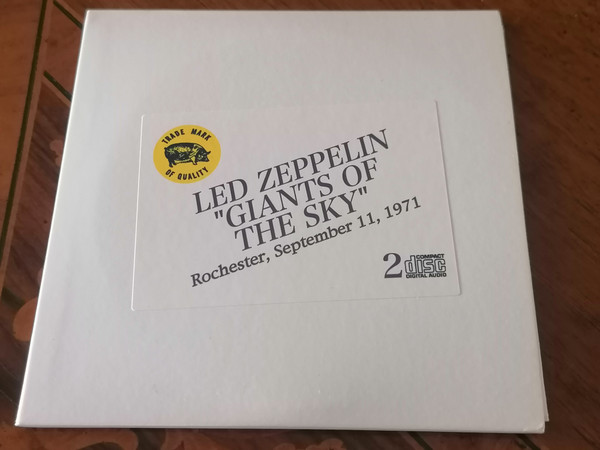 TRADE MARK
OF QUALITY
LED ZEPPELIN
"GIANTS OF
THE SKY"
Rochester, September 11, 1971
2
COMPACT
disc
DIGITAL AUDIO